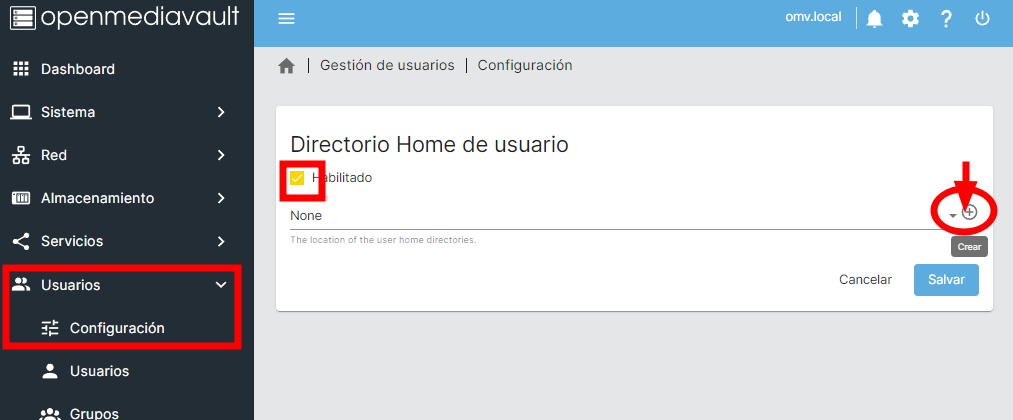 openmediavault
omv.local
Dashboard
Sistema
Red
Almacenamiento
Servicios
Usuarios
Configuración
Usuarios
Grupos
Gestión de usuarios | Configuración
Directorio Home de usuario
Habilitado
None
The location of the user home directories.
Crear
Cancelar
Salvar